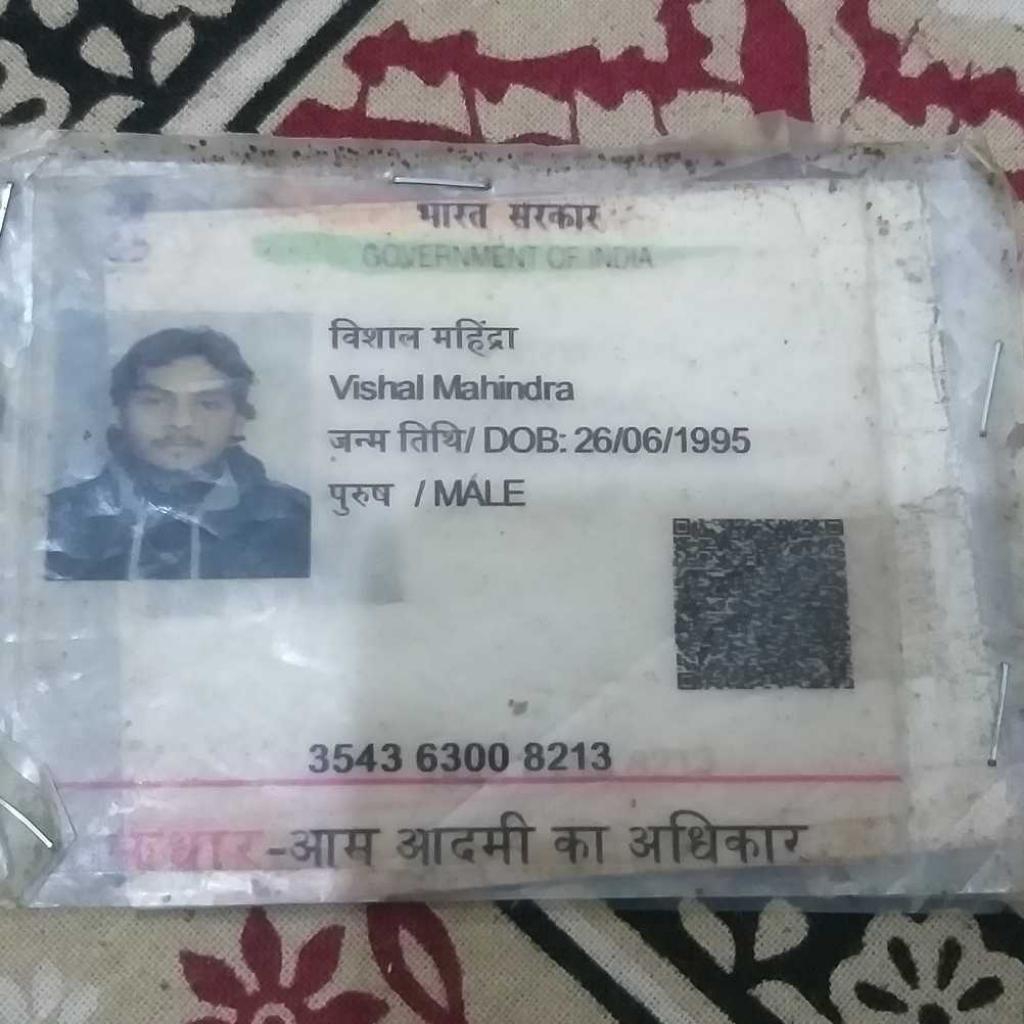 भारत सरकार
GOVERNMENT OF INDIA
विशाल महिंद्रा
Vishal Mahindra
जन्म तिथि/ DOB: 26/06/1995
पुरुष / MALE
3543 6300 8213
आधार-आम आदमी का अधिकार